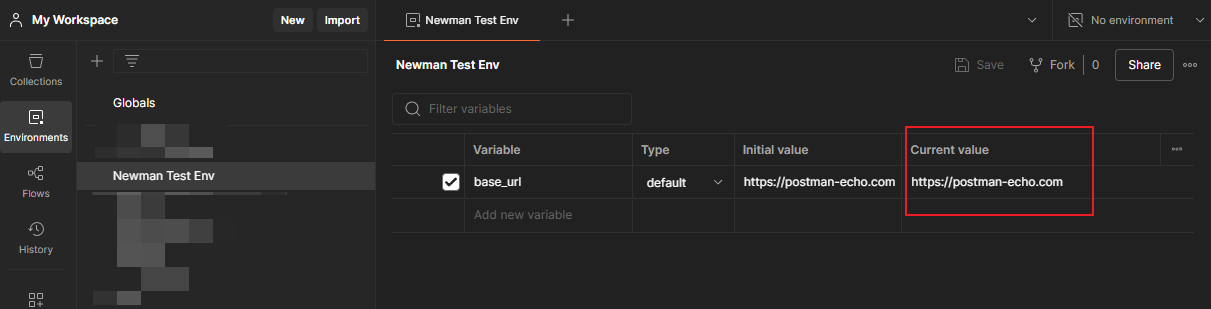 My Workspace
New
Import
Newman Test Env
No environment
Collections
Environments
Flows
History
Globals
Newman Test Env
Newman Test Env
Save
Fork
0
Share
Filter variables
Variable
Type
Initial value
Current value
base_url
default
https://postman-echo.com
https://postman-echo.com
Add new variable